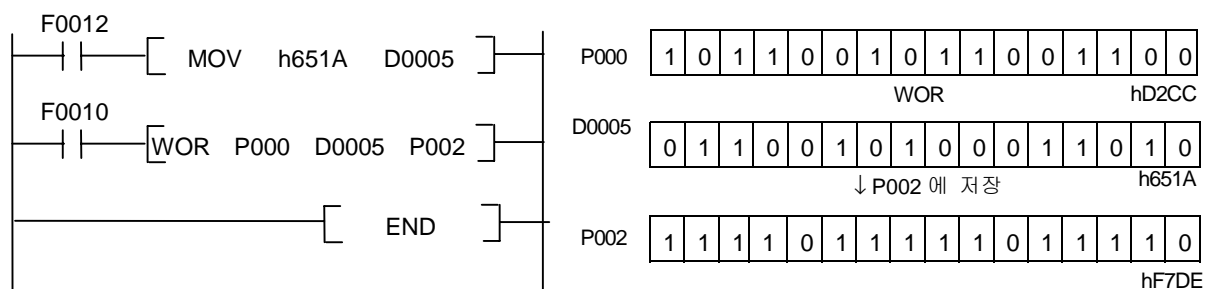 F0012
MOV h651A D0005
F0010
WOR P000 D0005 P002
END
P000 1 0 1 1 0 0 1 0 1 1 0 0 1 1 0 0
WOR hD2CC
D0005 0 1 1 0 0 1 0 1 0 0 0 1 1 0 1 0
↓ P002 에 저장 h651A
P002 1 1 1 1 0 1 1 1 1 1 0 1 1 1 1 0
hF7DE